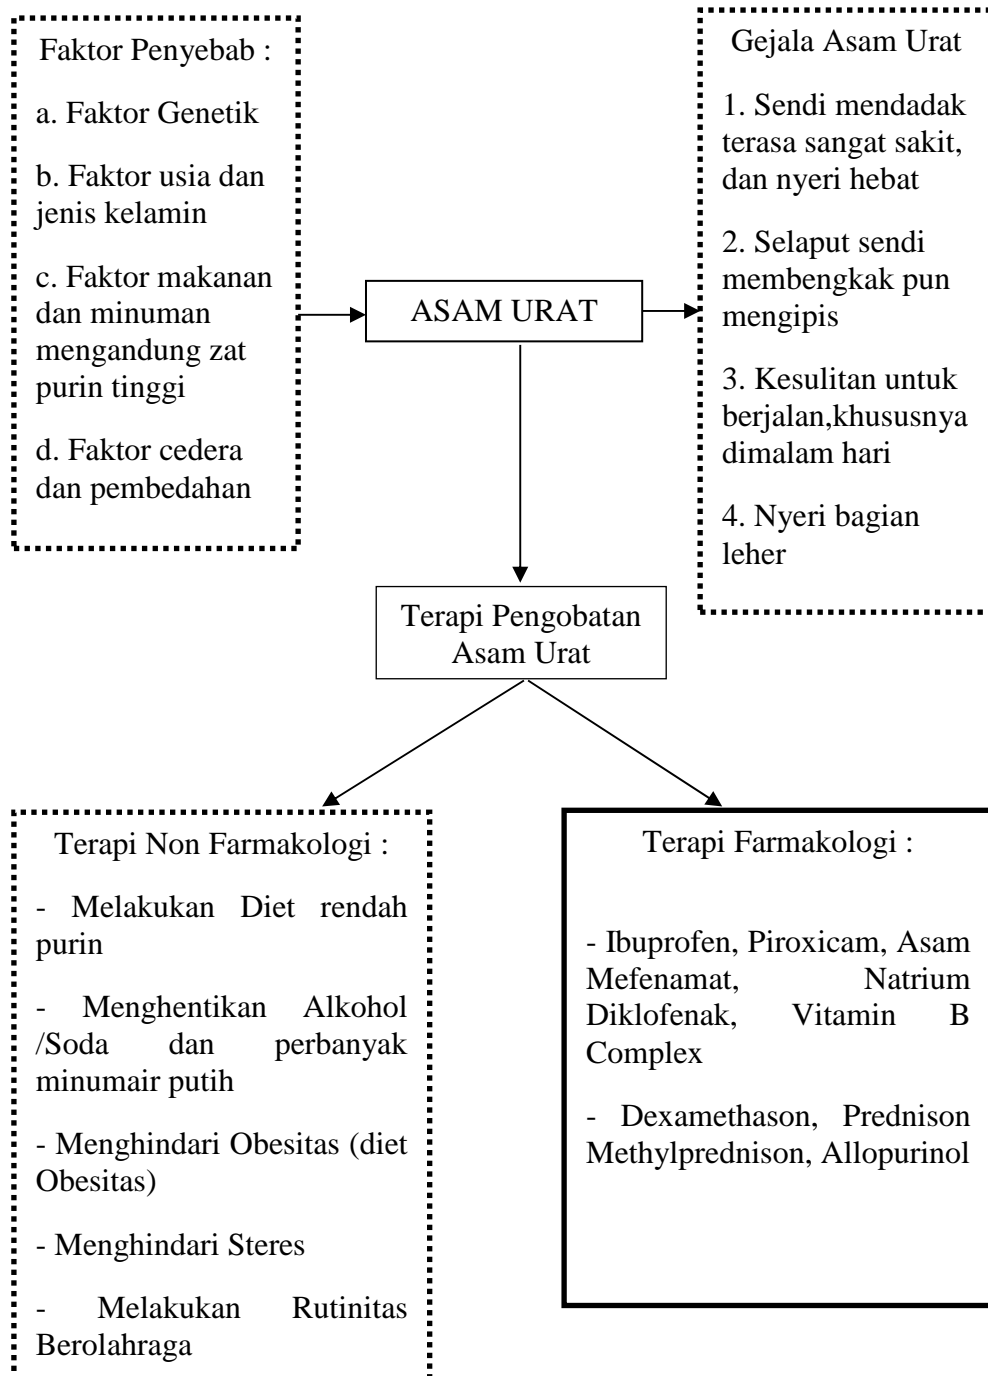 Faktor Penyebab :
a. Faktor Genetik
b. Faktor usia dan
jenis kelamin
c. Faktor makanan
dan minuman
mengandung zat
purin tinggi
d. Faktor cedera
dan pembedahan
ASAM URAT
Gejala Asam Urat
1. Sendi mendadak
terasa sangat sakit,
dan nyeri hebat
2. Selaput sendi
membengkak pun
mengipis
3. Kesulitan untuk
berjalan,khususnya
dimalam hari
4. Nyeri bagian
leher
Terapi Pengobatan
Asam Urat
Terapi Non Farmakologi :
- Melakukan Diet rendah
purin
- Menghentikan Alkohol
/Soda dan perbanyak
minumair putih
- Menghindari Obesitas (diet
Obesitas)
- Menghindari Steres
- Melakukan Rutinitas
Berolahraga
Terapi Farmakologi :
- Ibuprofen, Piroxicam, Asam
Mefenamat, Natrium
Diklofenak, Vitamin B
Complex
- Dexamethason, Prednison
Methylprednison, Allopurinol